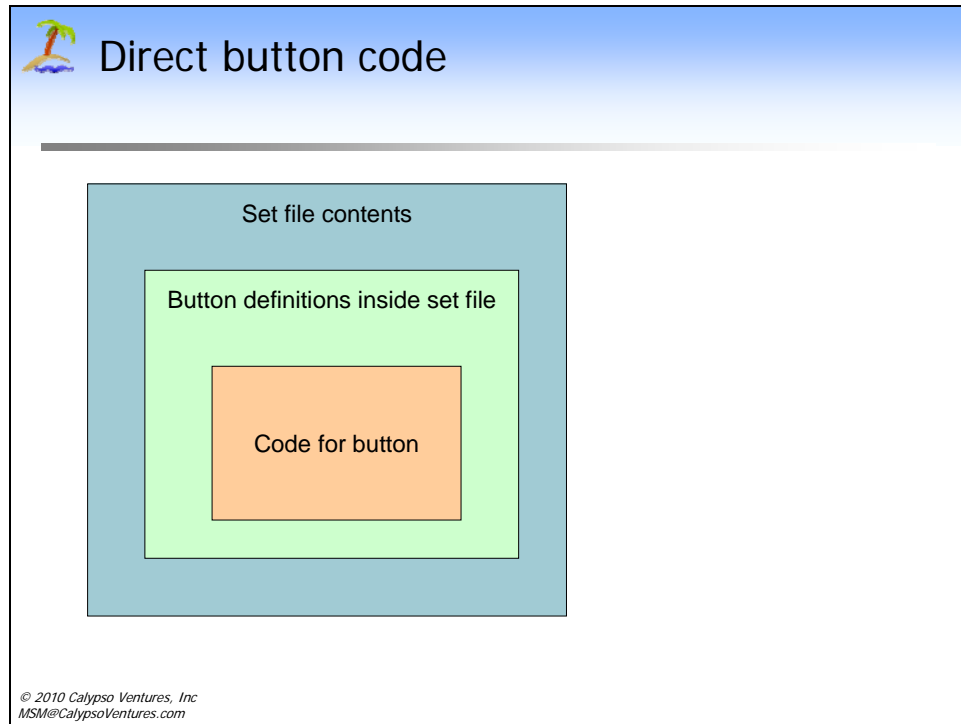 Direct button code
Set file contents
Button definitions inside set file
Code for button
© 2010 Calypso Ventures, Inc
MSM@CalypsoVentures.com